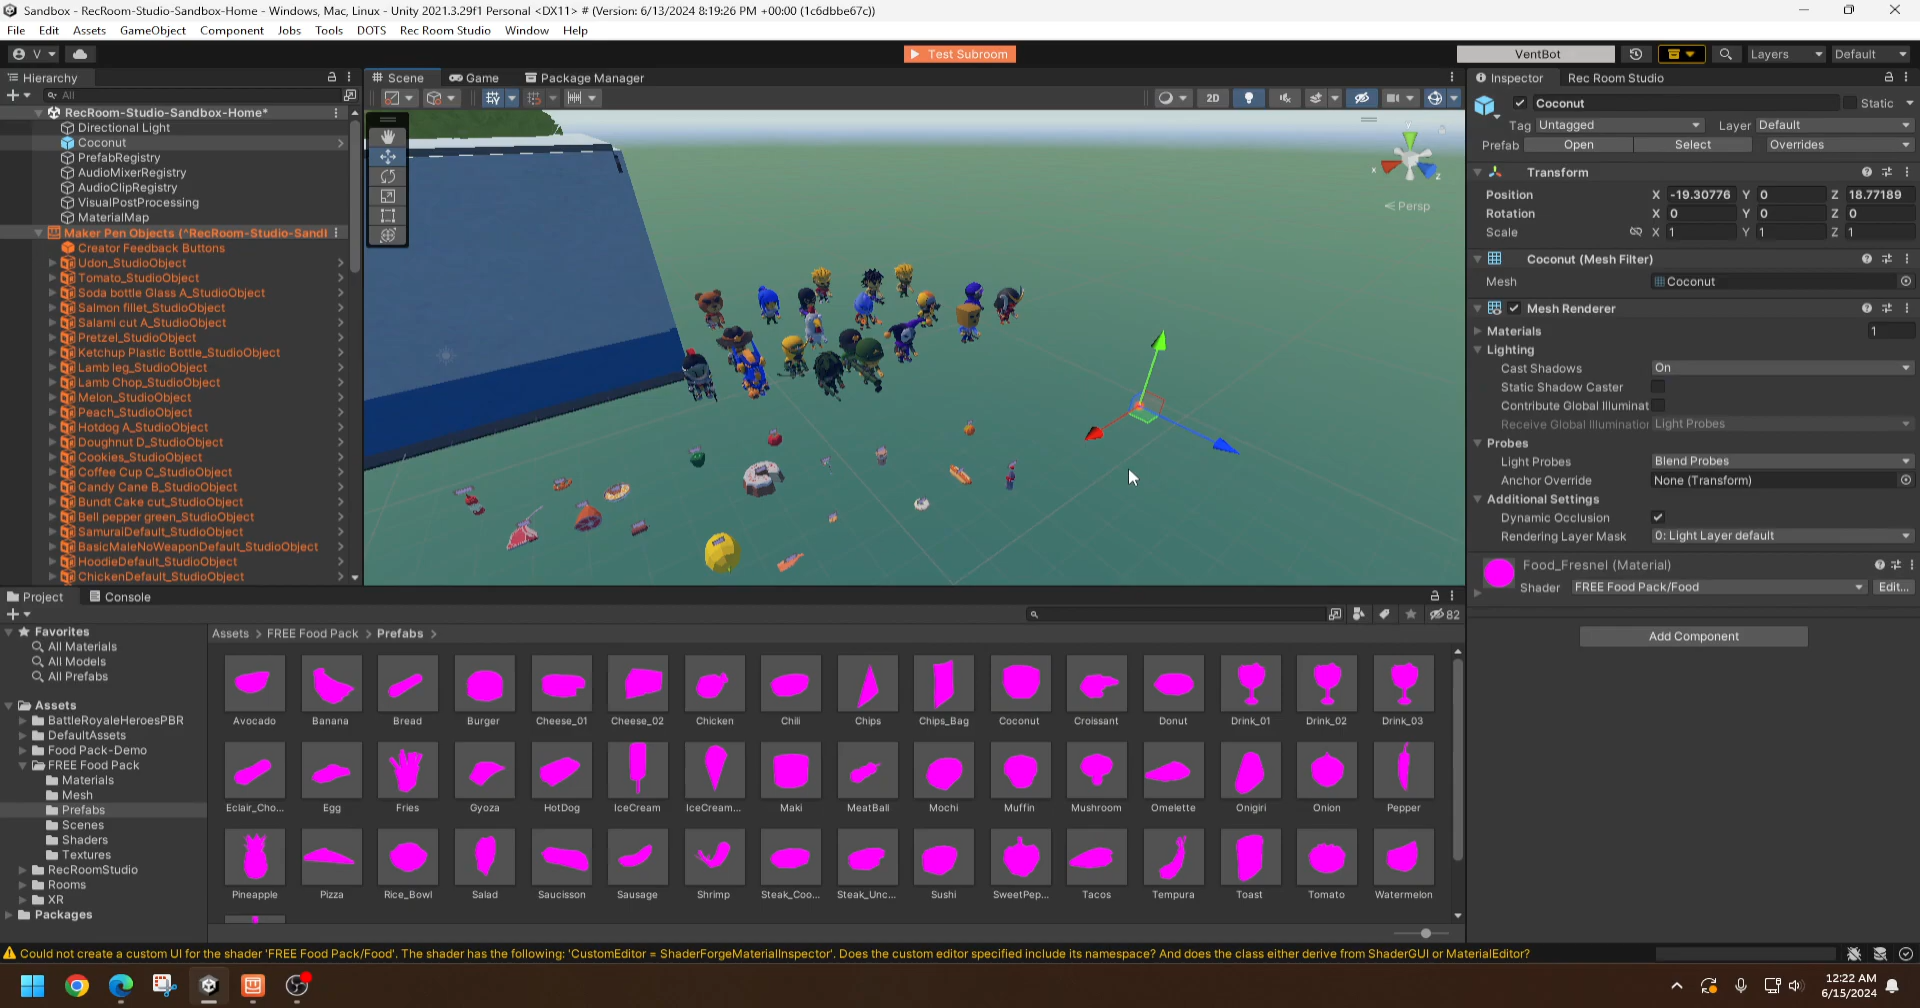 Sandbox - RecRoom-Studio-Sandbox-Home - Windows, Mac, Linux - Unity 2021.3.29f1 Personal <DX11> # (Version: 6/13/2024 8:19:26 PM +00:00 (1c6dbbe67c))
File Edit Assets GameObject Component Jobs Tools DOTS Rec Room Studio Window Help
V Test Subroom VentBot Layers Default
Hierarchy Scene Game Package Manager Inspector Rec Room Studio
All 2D Coconut Static
RecRoom-Studio-Sandbox-Home*
Tag Untagged Layer Default
Directional Light
Coconut
Prefab Open Select Overrides
PrefabRegistry
AudioMixerRegistry
Transform
AudioClipRegistry
Position X -19.30776 Y 0 Z 18.77189
VisualPostProcessing
Rotation X 0 Y 0 Z 0
MaterialMap
Scale X 1 Y 1 Z 1
x z Persp
Maker Pen Objects (^RecRoom-Studio-Sandl
Creator Feedback Buttons
Coconut (Mesh Filter)
Udon_StudioObject
Mesh Coconut
Tomato_StudioObject
Soda bottle Glass A_StudioObject
Salmon fillet_StudioObject
Mesh Renderer
Salami cut A_StudioObject
Materials 1
Pretzel_StudioObject
Lighting
Ketchup Plastic Bottle_StudioObject
Cast Shadows On
Lamb leg_StudioObject
Static Shadow Caster
Lamb Chop_StudioObject
Contribute Global Illuminat
Melon_StudioObject
Receive Global Illumination Light Probes
Peach_StudioObject
Hotdog A_StudioObject
Probes
Doughnut D_StudioObject
Light Probes Blend Probes
Cookies_StudioObject
Anchor Override None (Transform)
Coffee Cup C_StudioObject
Additional Settings
Candy Cane B_StudioObject
Dynamic Occlusion
Bundt Cake cut_StudioObject
Rendering Layer Mask 0: Light Layer default
Bell pepper green_StudioObject
SamuraiDefault_StudioObject
BasicMaleNoWeaponDefault_StudioObject
HoodieDefault_StudioObject
Food_Fresnel (Material)
ChickenDefault_StudioObject
Shader FREE Food Pack/Food Edit...
Project Console
82
Add Component
Favorites
All Materials
All Models
All Prefabs
Assets
BattleRoyaleHeroesPBR
DefaultAssets
Food Pack-Demo
FREE Food Pack
Materials
Mesh
Prefabs
Scenes
Shaders
Textures
RecRoomStudio
Rooms
XR
Packages
Assets > FREE Food Pack > Prefabs >
Avocado Banana Bread Burger Cheese_01 Cheese_02 Chicken Chili Chips Chips_Bag Coconut Croissant Donut Drink_01 Drink_02 Drink_03
Eclair_Cho... Egg Fries Gyoza HotDog IceCream IceCream... Maki MeatBall Mochi Muffin Mushroom Omelette Onigiri Onion Pepper
Pineapple Pizza Rice_Bowl Salad Saucisson Sausage Shrimp Steak_Coo... Steak_Unc... Sushi SweetPep... Tacos Tempura Toast Tomato Watermelon
Could not create a custom UI for the shader 'FREE Food Pack/Food'. The shader has the following: 'CustomEditor = ShaderForgeMaterialInspector'. Does the custom editor specified include its namespace? And does the class either derive from ShaderGUI or MaterialEditor?
12:22 AM
6/15/2024